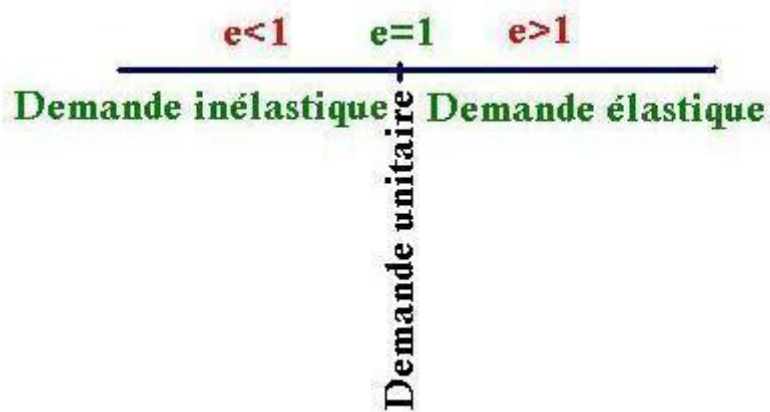 e<1 e=1 e>1
Demande inélastique Demande élastique
Demande unitaire